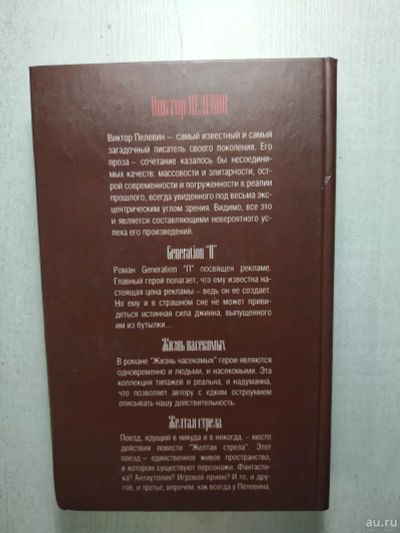 Виктор ПЕЛЕВИН
Виктор Пелевин – самый известный и самый
загадочный писатель своего поколения. Его
проза – сочетание казалось бы несоедини-
мых качеств: массовости и элитарности, ост-
рой современности и погруженности в реалии
прошлого, всегда увиденного под весьма экс-
центрическим углом зрения. Видимо, все это
и является составляющими невероятного ус-
пеха его произведений.
Generation "П"
Роман Generation "П" посвящен рекламе.
Главный герой полагает, что ему известна на-
стоящая цена рекламы – ведь он ее создает.
Но ему и в страшном сне не может приви-
деться истинная сила джинна, выпущенного
им из бутылки...
Жизнь насекомых
В романе "Жизнь насекомых" герои являются
одновременно и людьми, и насекомыми. Эта
коллекция типажей и реальна, и надуманна,
что позволяет автору с едким остроумием
описывать нашу действительность.
Желтая стрела
Поезд, идущий в никуда и в никогда, – место
действия повести "Желтая стрела". Этот
поезд – единственное живое пространство,
в котором существуют персонажи. Фантасти-
ка? Антиутопия? Игровой прием? И то, и дру-
гое, и третье, впрочем, как всегда у Пелевина.
au.ru